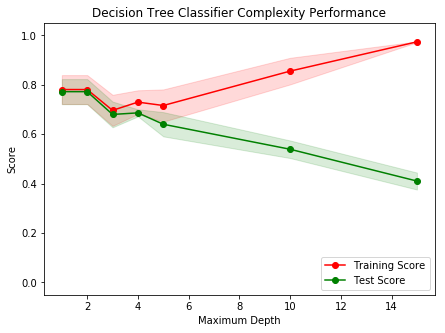 Decision Tree Classifier Complexity Performance
Score
1.0
0.8
0.6
0.4
0.2
0.0
2
4
6
8
10
12
14
Maximum Depth
Training Score
Test Score